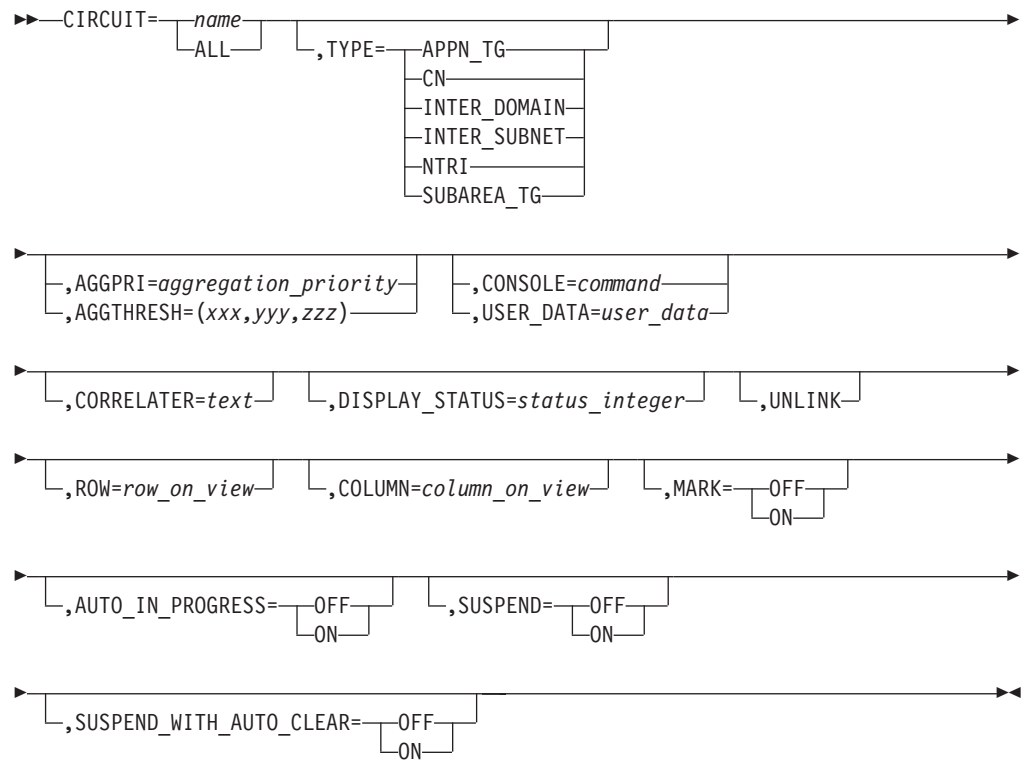 CIRCUIT= name ,TYPE= APPN_TG
ALL CN
INTER_DOMAIN
INTER_SUBNET
NTRI
SUBAREA_TG
,AGGPRI=aggregation_priority ,CONSOLE=command
,AGGTHRESH=(xxx,yyy,zzz) ,USER_DATA=user_data
,CORRELATER=text ,DISPLAY_STATUS=status_integer ,UNLINK
,ROW=row_on_view ,COLUMN=column_on_view ,MARK= OFF
ON
,AUTO_IN_PROGRESS= OFF ,SUSPEND= OFF
ON ON
,SUSPEND_WITH_AUTO_CLEAR= OFF
ON